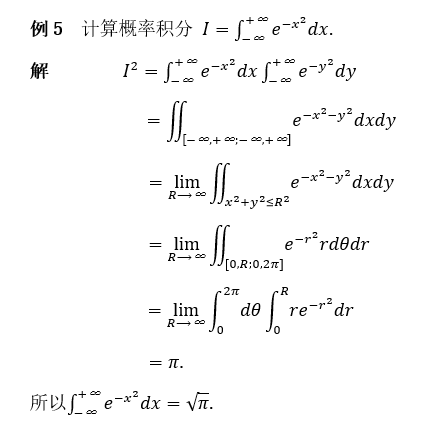 例 5 计算概率积分 I = ∫_{-∞}^{+∞} e^{-x²}dx.
解 I² = ∫_{-∞}^{+∞} e^{-x²}dx ∫_{-∞}^{+∞} e^{-y²}dy
= ∬_{[-∞,+∞;-∞,+∞]} e^{-x²-y²}dxdy
= lim_{R→∞} ∬_{x²+y²≤R²} e^{-x²-y²}dxdy
= lim_{R→∞} ∬_{[0,R;0,2π]} e^{-r²}rdθdr
= lim_{R→∞} ∫_0^{2π} dθ ∫_0^R re^{-r²}dr
= π.
所以∫_{-∞}^{+∞} e^{-x²}dx = √π.